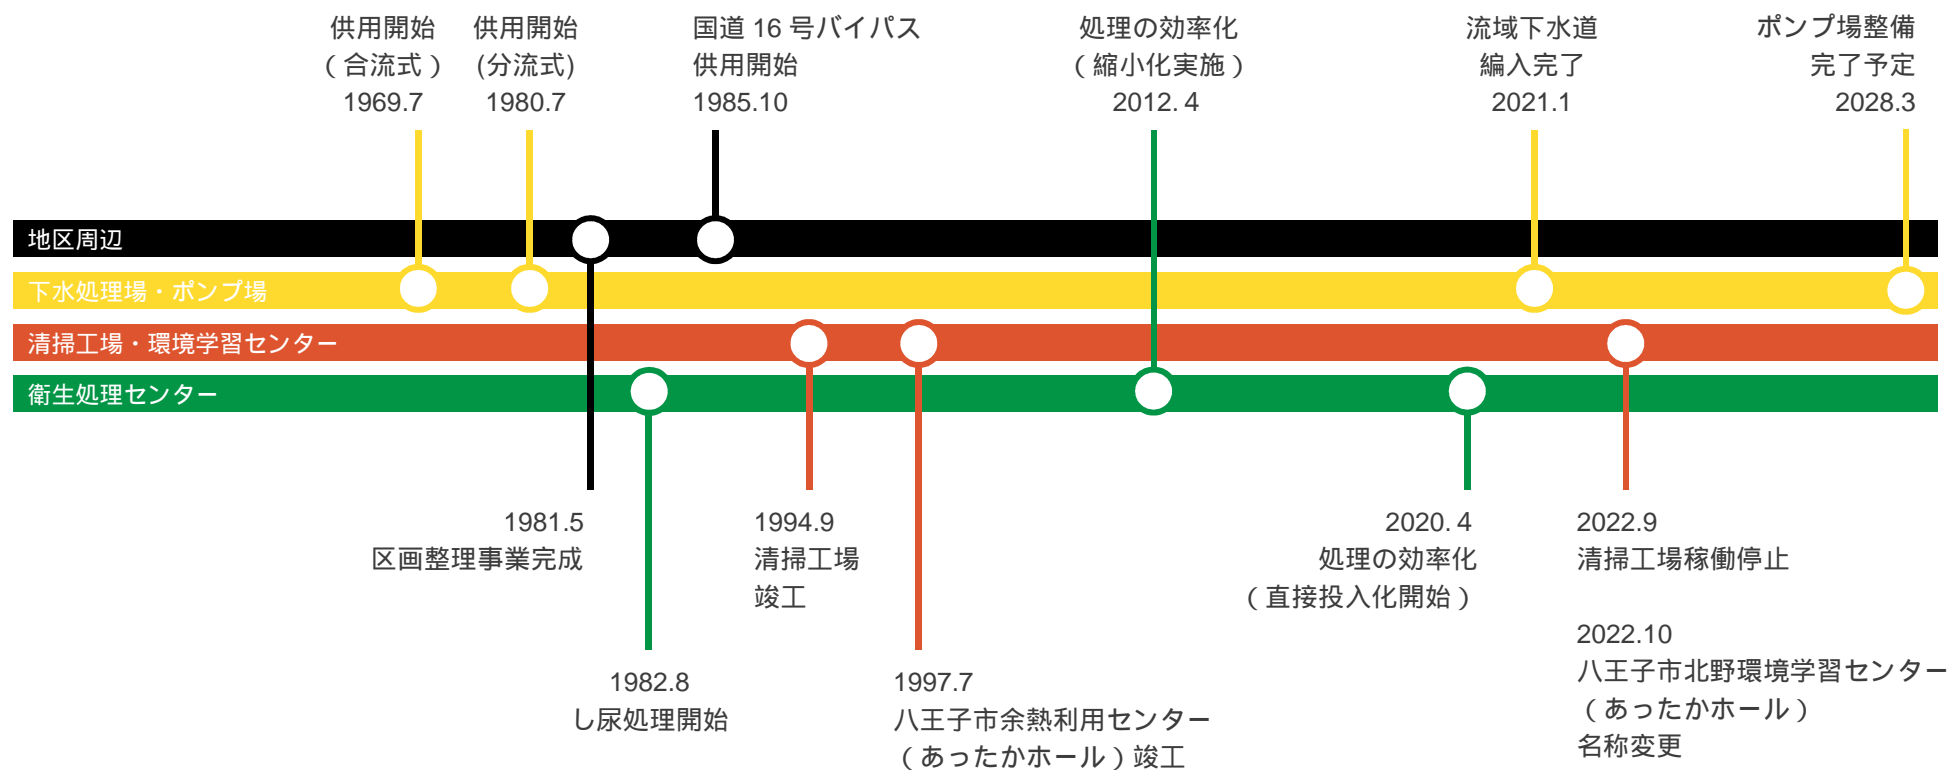 供用開始
（合流式）
1969.7
供用開始
(分流式)
1980.7
国道 16 号バイパス
供用開始
1985.10
処理の効率化
（縮小化実施）
2012. 4
流域下水道
編入完了
2021.1
ポンプ場整備
完了予定
2028.3
地区周辺
下水処理場・ポンプ場
清掃工場・環境学習センター
衛生処理センター
1981.5
区画整理事業完成
1982.8
し尿処理開始
1994.9
清掃工場
竣工
1997.7
八王子市余熱利用センター
（あったかホール）竣工
2020. 4
処理の効率化
（直接投入化開始）
2022.9
清掃工場稼働停止
2022.10
八王子市北野環境学習センター
（あったかホール）
名称変更